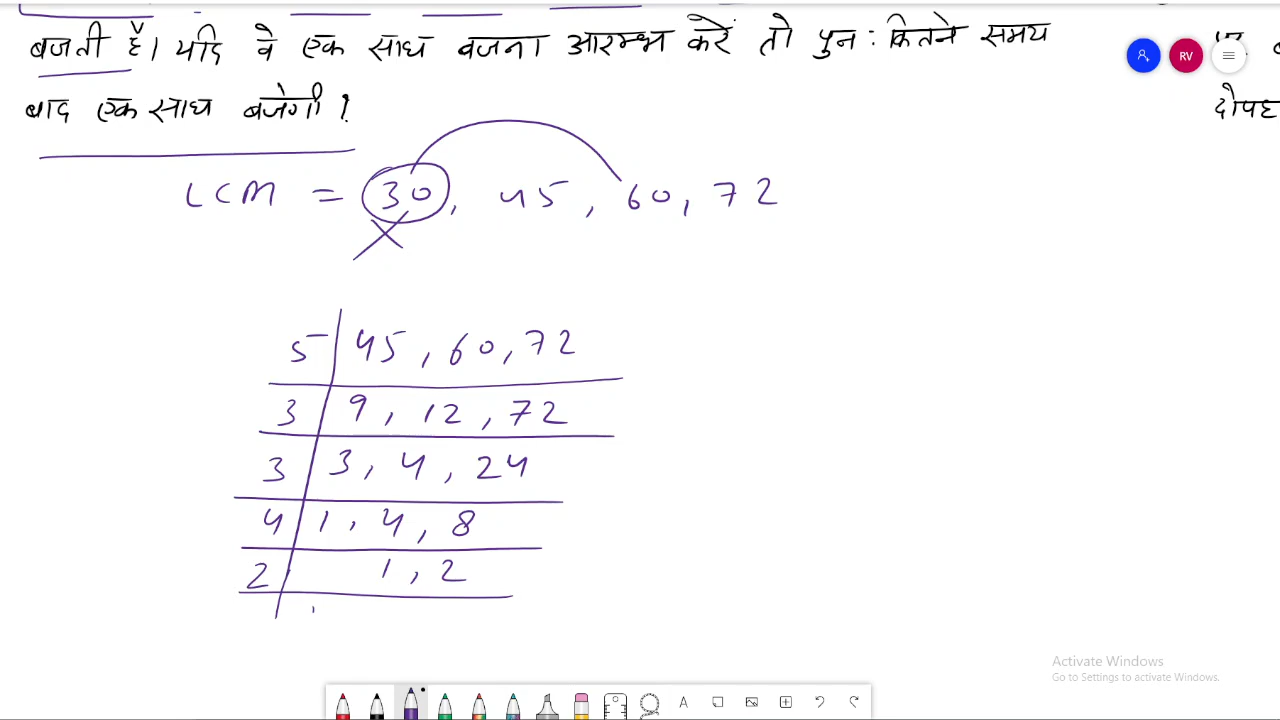 बजती है। यदि वे एक साथ बजना आरम्भ करें तो पुन: कितने समय
बाद एक साथ बजेगी?
दोपह
RV
LCM = 30, 45, 60, 72
5 | 45, 60, 72
3 | 9, 12, 72
3 | 3, 4, 24
4 | 1, 4, 8
2 | 1, 2
Activate Windows
Go to Settings to activate Windows.
A